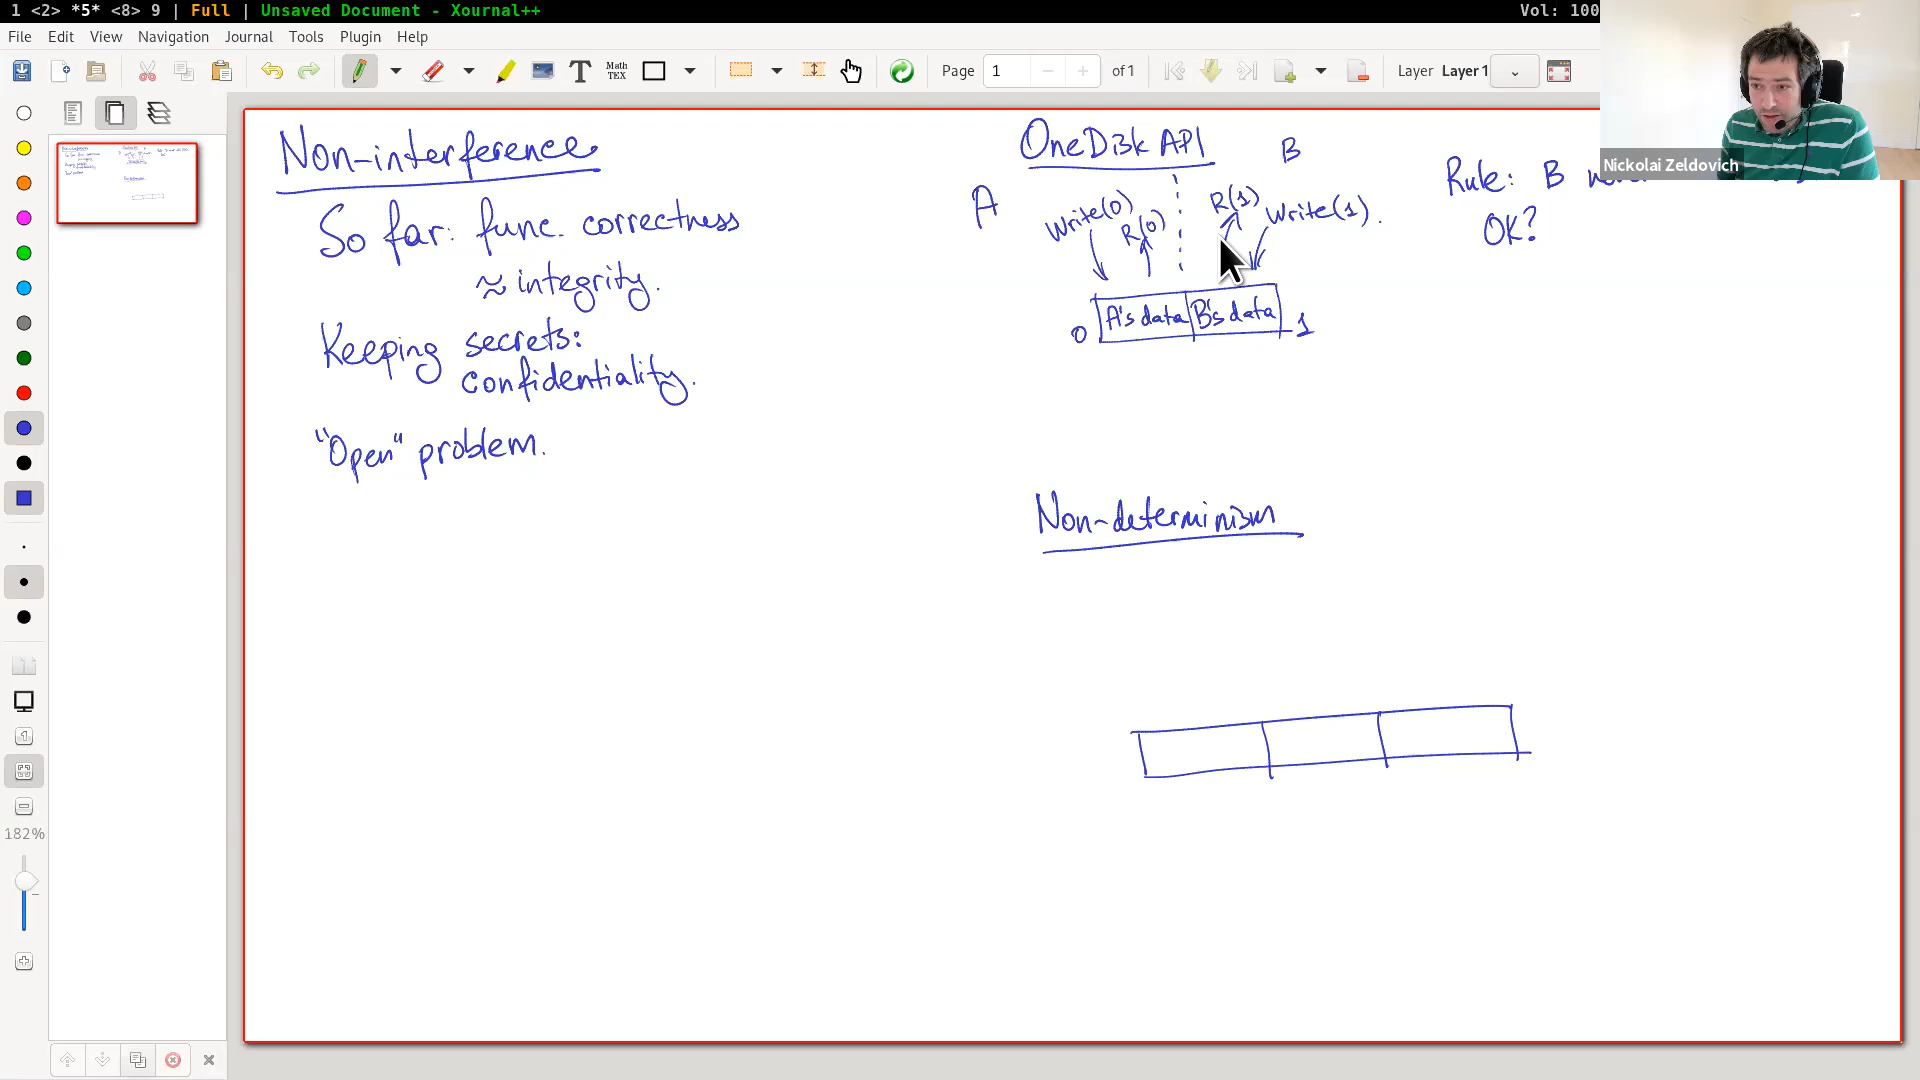 1 <2> *5* <8> 9 | Full | Unsaved Document - Xournal++
Vol: 100
File Edit View Navigation Journal Tools Plugin Help
Math TEX
Page 1 of 1
Layer Layer 1
Nickolai Zeldovich
182%
Non-interference
So far: func. correctness
≈ integrity.
Keeping secrets:
confidentiality.
"Open" problem.
OneDisk API
A
B
Write(0)
R(0)
R(1)
Write(1).
0
A's data
B's data
1
Rule: B
OK?
Non-determinism